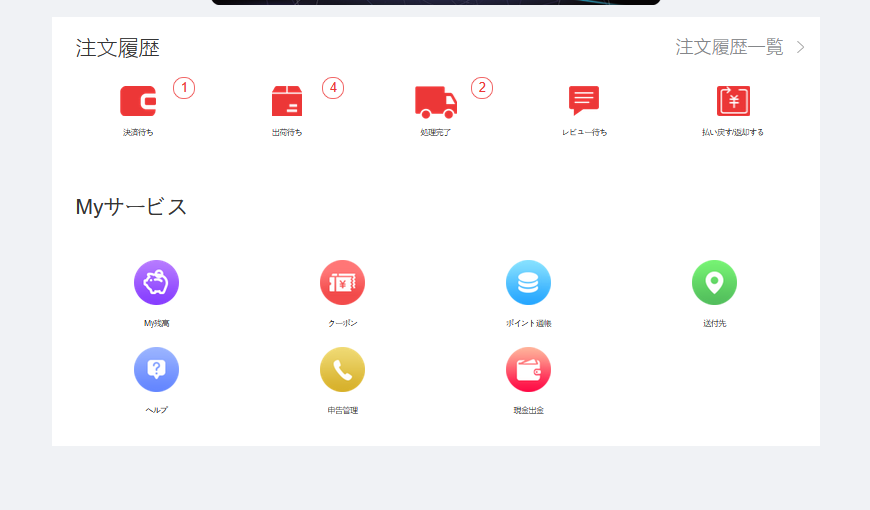 注文履歴
注文履歴一覧
1
4
2
決済待ち
出荷待ち
処理完了
レビュー待ち
払い戻す/返却する
Myサービス
My残高
クーポン
ポイント通帳
送付先
ヘルプ
申告管理
現金出金